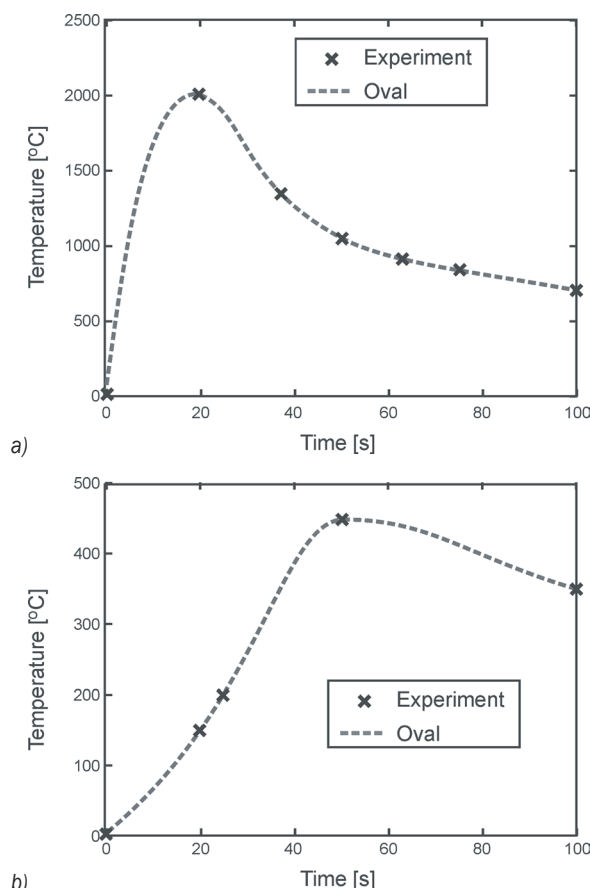 2500
2000
1500
1000
500
0
Temperature [ºC]
Experiment
Oval
0 20 40 60 80 100
Time [s]
a)
500
400
300
200
100
0
Temperature [ºC]
Experiment
Oval
0 20 40 60 80 100
Time [s]
b)